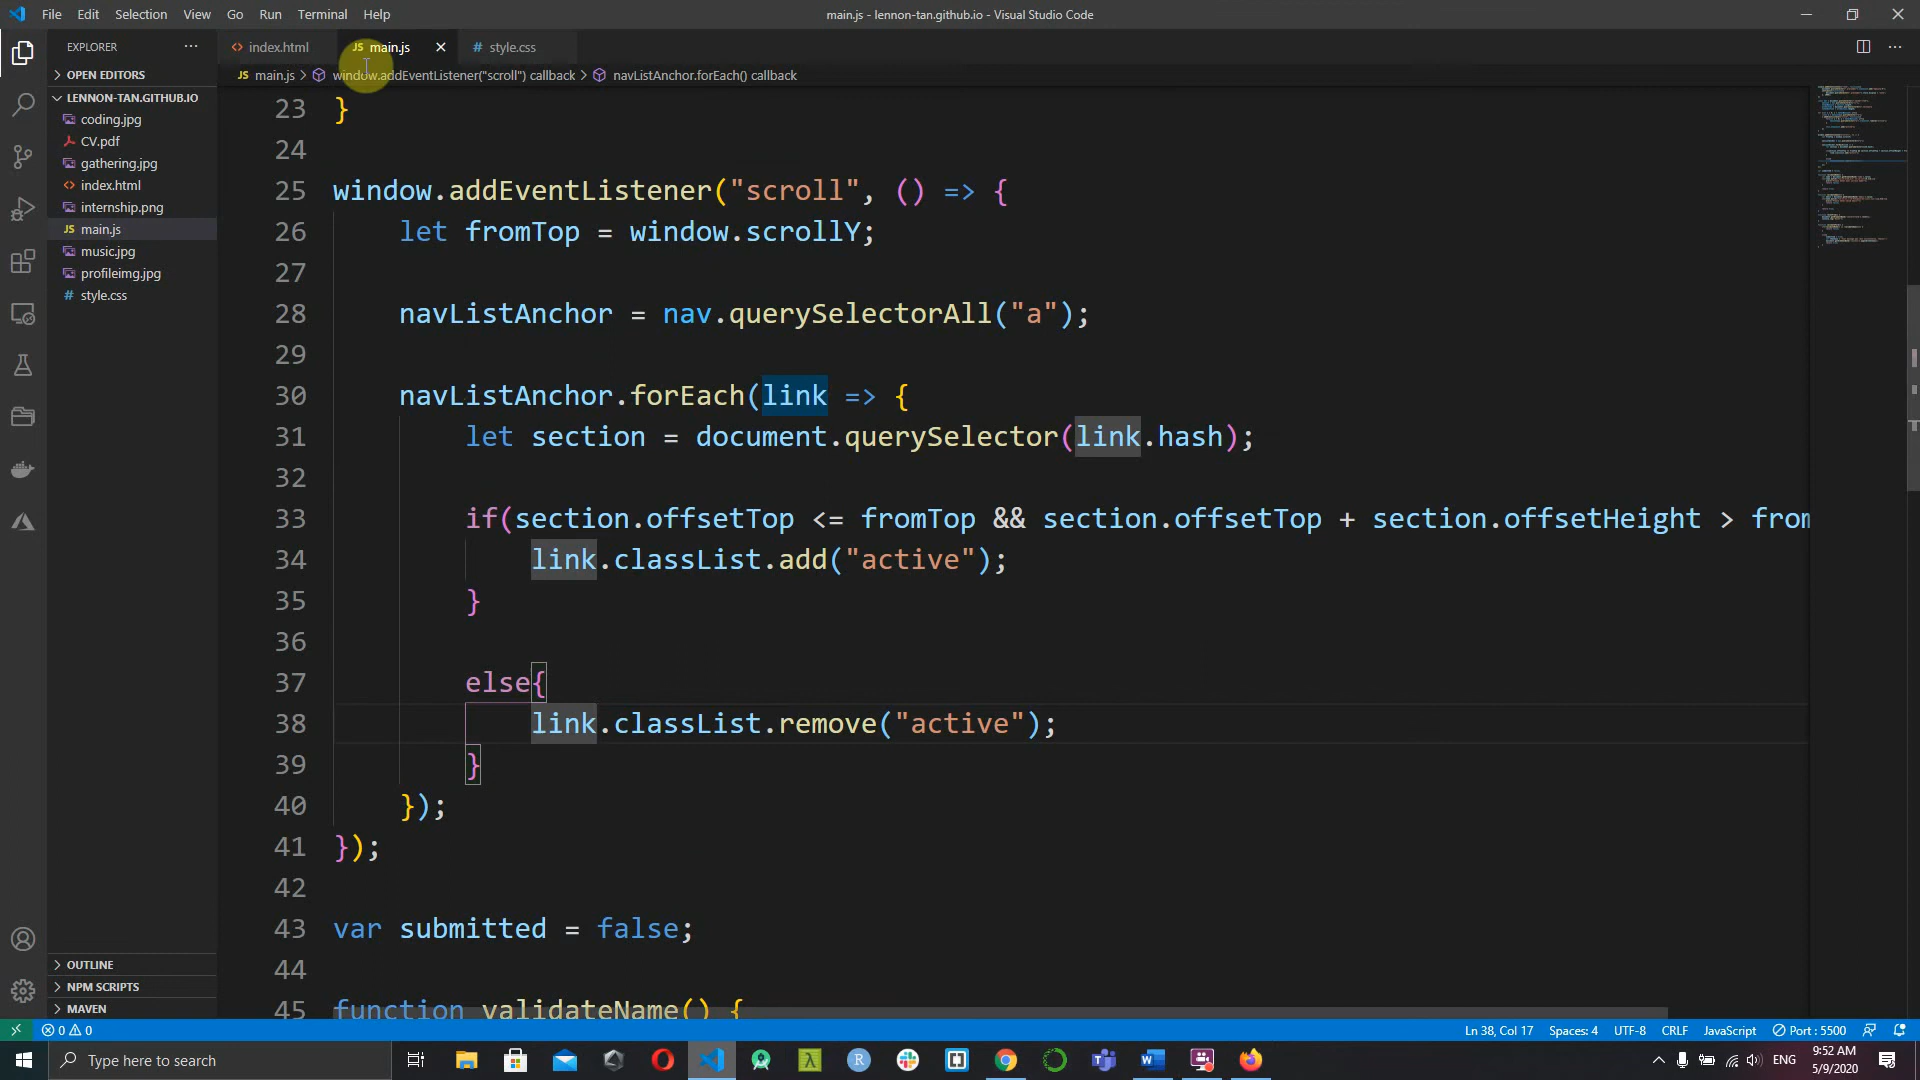 File Edit Selection View Go Run Terminal Help
main.js - lennon-tan.github.io - Visual Studio Code
EXPLORER
OPEN EDITORS
LENNON-TAN.GITHUB.IO
coding.jpg
CV.pdf
gathering.jpg
index.html
internship.png
JS main.js
music.jpg
profileimg.jpg
# style.css
OUTLINE
NPM SCRIPTS
MAVEN
<> index.html JS main.js # style.css
JS main.js > window.addEventListener("scroll") callback > navListAnchor.forEach() callback
23 }
24
25 window.addEventListener("scroll", () => {
26 let fromTop = window.scrollY;
27
28 navListAnchor = nav.querySelectorAll("a");
29
30 navListAnchor.forEach(link => {
31 let section = document.querySelector(link.hash);
32
33 if(section.offsetTop <= fromTop && section.offsetTop + section.offsetHeight > from
34 link.classList.add("active");
35 }
36
37 else{
38 link.classList.remove("active");
39 }
40 });
41 });
42
43 var submitted = false;
44
45 function validateName() {
0 0 Ln 38, Col 17 Spaces: 4 UTF-8 CRLF JavaScript Port : 5500
Type here to search
ENG
9:52 AM
5/9/2020